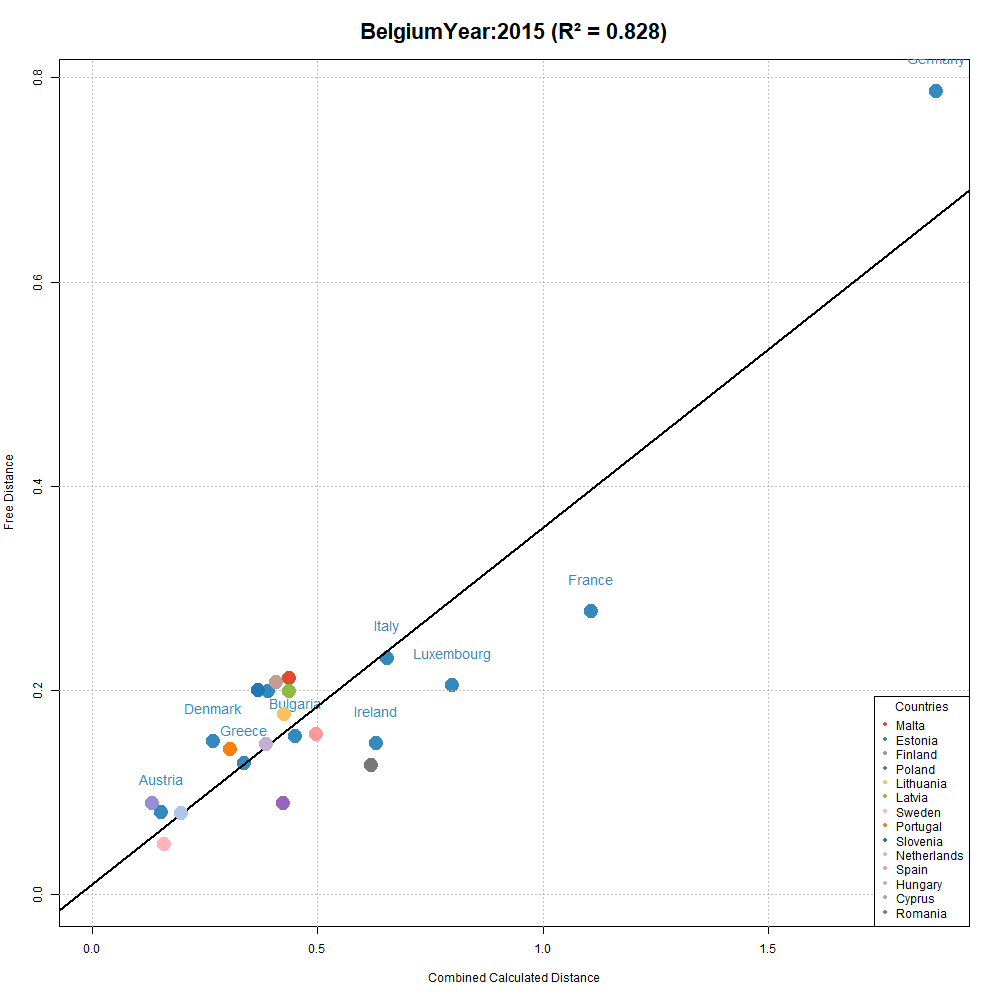 BelgiumYear:2015 (R² = 0.828)
Germany
France
Italy
Luxembourg
Bulgaria
Denmark
Ireland
Greece
Austria
Free Distance
0.0
0.2
0.4
0.6
0.8
0.0
0.5
1.0
1.5
Combined Calculated Distance
Countries
Malta
Estonia
Finland
Poland
Lithuania
Latvia
Sweden
Portugal
Slovenia
Netherlands
Spain
Hungary
Cyprus
Romania